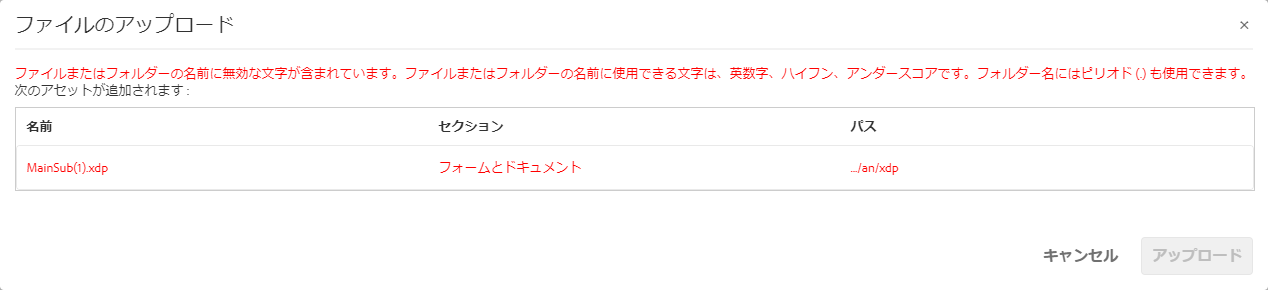 ファイルのアップロード
×
ファイルまたはフォルダーの名前に無効な文字が含まれています。ファイルまたはフォルダーの名前に使用できる文字は、英数字、ハイフン、アンダースコアです。フォルダー名にはピリオド (.) も使用できます。
次のアセットが追加されます :
名前 セクション パス
MainSub(1).xdp フォームとドキュメント .../an/xdp
キャンセル アップロード